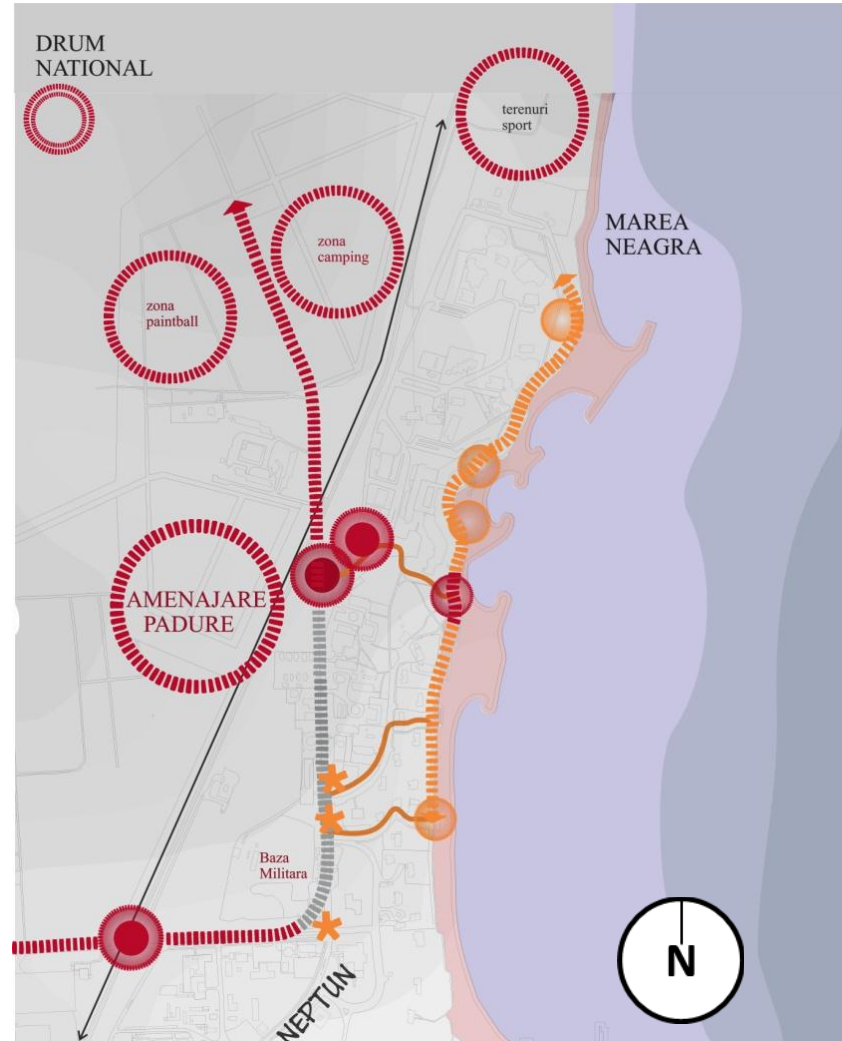 DRUM
NATIONAL
terenuri
sport
MAREA
NEAGRA
zona
camping
zona
paintball
AMENAJARE
PADURE
Baza
Militara
NEPTUN
N